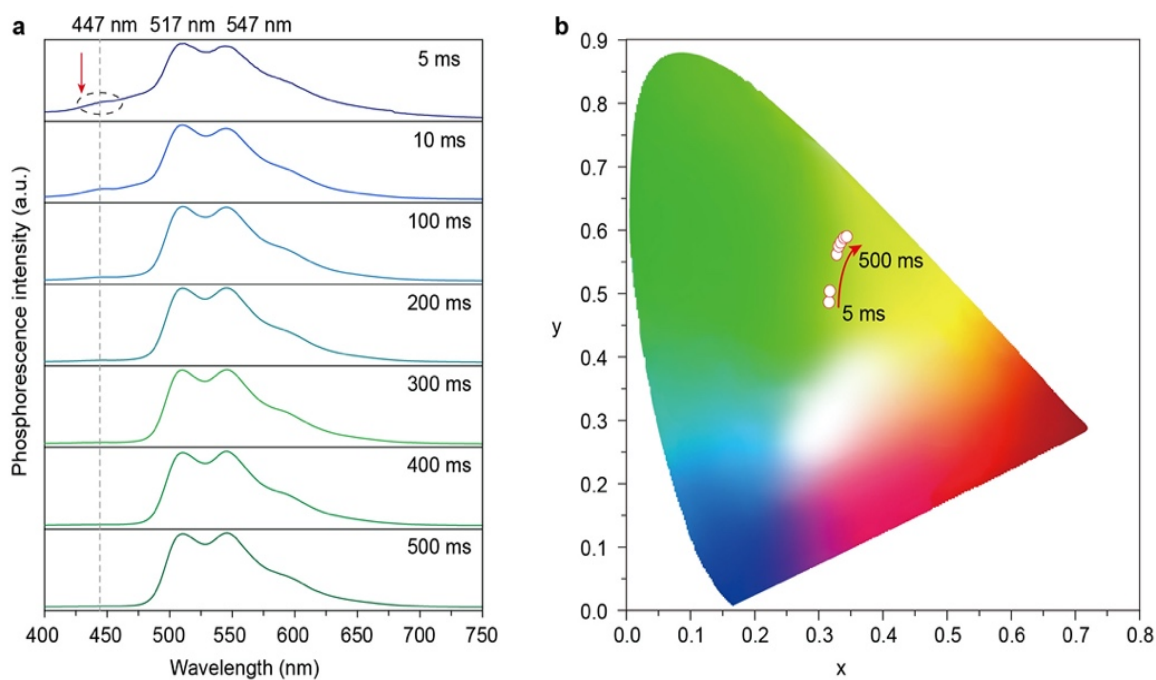 a
447 nm 517 nm 547 nm
5 ms
10 ms
100 ms
200 ms
300 ms
400 ms
500 ms
Phosphorescence intensity (a.u.)
400 450 500 550 600 650 700 750
Wavelength (nm)
b
0.9
0.8
0.7
0.6
0.5
0.4
0.3
0.2
0.1
0.0
y
500 ms
5 ms
0.0 0.1 0.2 0.3 0.4 0.5 0.6 0.7 0.8
x